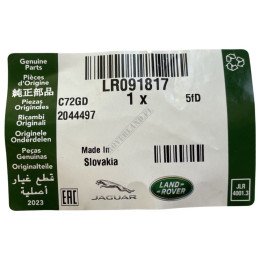 Genuine
Parts
Pièces
d'Origine
純正部品
Piezas
Originales
Ricambi
Originali
Originele
Onderdelen
Peças
Genuínas
Originalteile
قطع غيار
أصلية
2023
LR091817
C72GD
1 x
5fD
2044497
Made In
Slovakia
EAC
JAGUAR
LAND-
ROVER
JLR
4001.3